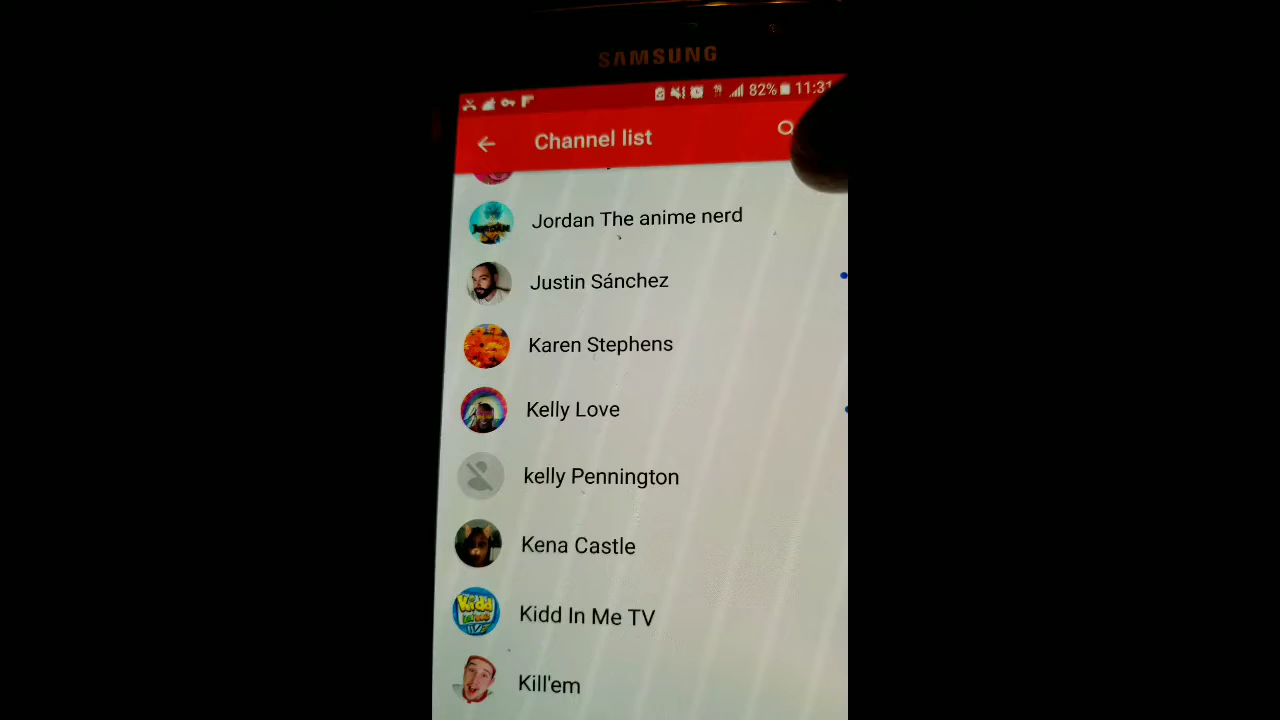 SAMSUNG
82% 11:31
Channel list
Jordan The anime nerd
Justin Sánchez
Karen Stephens
Kelly Love
kelly Pennington
Kena Castle
Kidd In Me TV
Kill'em